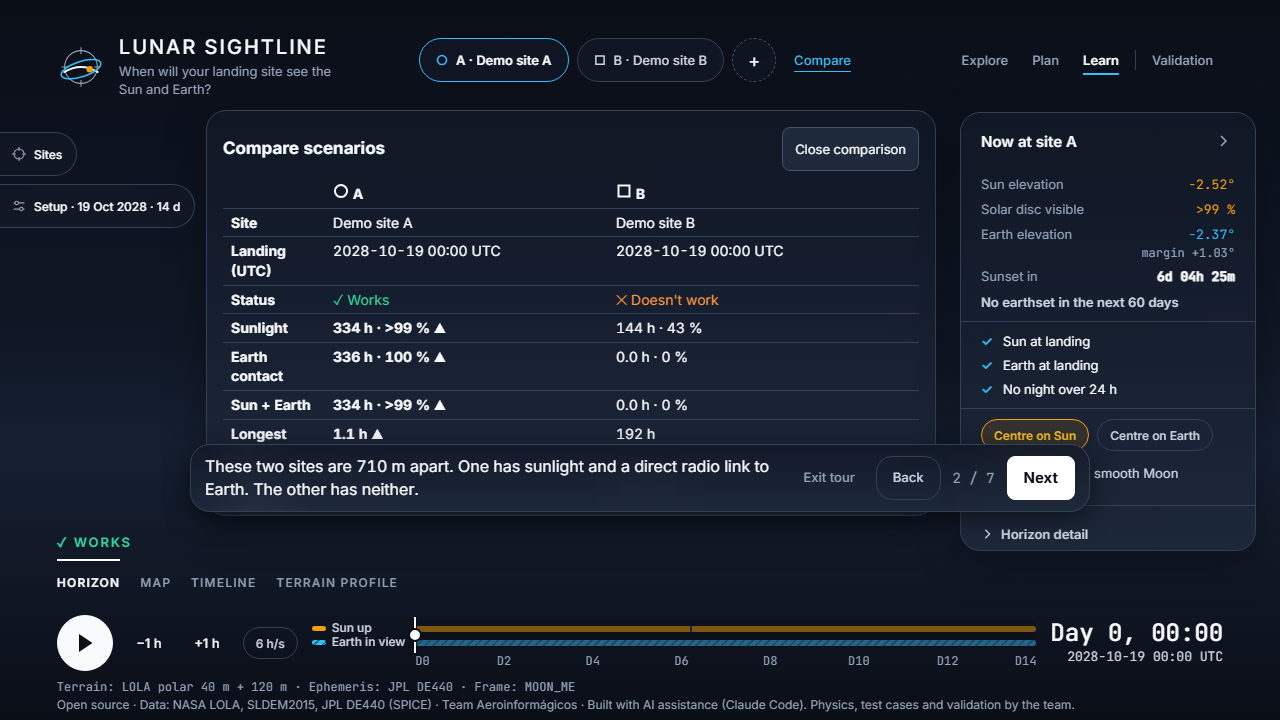 LUNAR SIGHTLINE
When will your landing site see the
Sun and Earth?
A · Demo site A
B · Demo site B
+
Compare
Explore
Plan
Learn
Validation
Sites
Setup · 19 Oct 2028 · 14 d
Compare scenarios
Close comparison
A
B
Site
Demo site A
Demo site B
Landing
(UTC)
2028-10-19 00:00 UTC
2028-10-19 00:00 UTC
Status
✓ Works
✕ Doesn't work
Sunlight
334 h · >99 % ▲
144 h · 43 %
Earth
contact
336 h · 100 % ▲
0.0 h · 0 %
Sun + Earth
334 h · >99 % ▲
0.0 h · 0 %
Longest
1.1 h ▲
192 h
Now at site A
Sun elevation
-2.52°
Solar disc visible
>99 %
Earth elevation
-2.37°
margin +1.03°
Sunset in
6d 04h 25m
No earthset in the next 60 days
Sun at landing
Earth at landing
No night over 24 h
Centre on Sun
Centre on Earth
smooth Moon
Horizon detail
These two sites are 710 m apart. One has sunlight and a direct radio link to
Earth. The other has neither.
Exit tour
Back
2 / 7
Next
✓ WORKS
HORIZON
MAP
TIMELINE
TERRAIN PROFILE
−1 h
+1 h
6 h/s
Sun up
Earth in view
D0
D2
D4
D6
D8
D10
D12
D14
Day 0, 00:00
2028-10-19 00:00 UTC
Terrain: LOLA polar 40 m + 120 m · Ephemeris: JPL DE440 · Frame: MOON_ME
Open source · Data: NASA LOLA, SLDEM2015, JPL DE440 (SPICE) · Team Aeroinformágicos · Built with AI assistance (Claude Code). Physics, test cases and validation by the team.